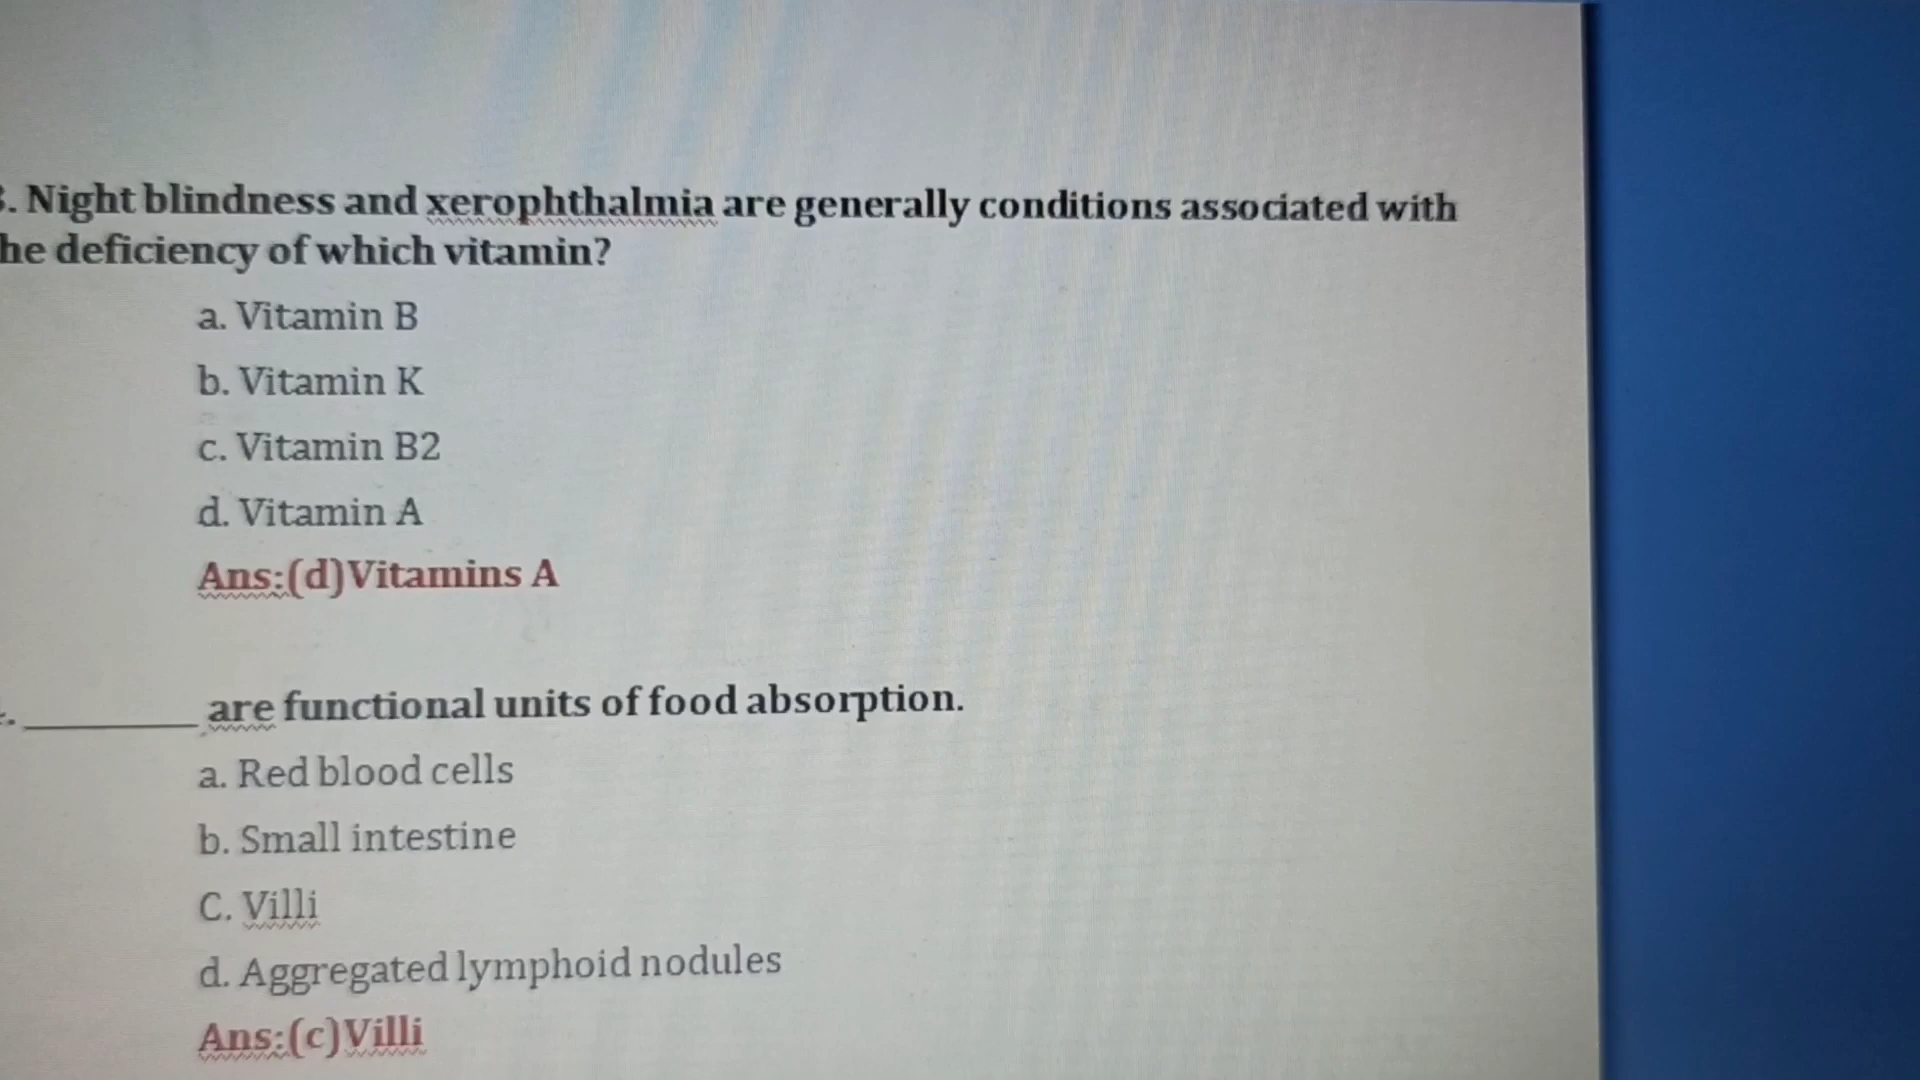 3. Night blindness and xerophthalmia are generally conditions associated with
he deficiency of which vitamin?
a. Vitamin B
b. Vitamin K
c. Vitamin B2
d. Vitamin A
Ans:(d)Vitamins A
. ________ are functional units of food absorption.
a. Red blood cells
b. Small intestine
C. Villi
d. Aggregated lymphoid nodules
Ans:(c)Villi